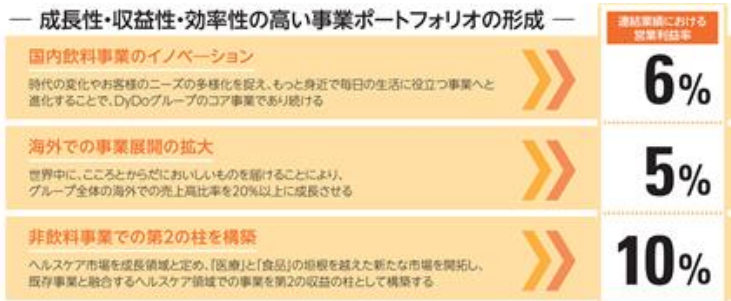 ― 成長性・収益性・効率性の高い事業ポートフォリオの形成 ―
連結業績における
営業利益率
国内飲料事業のイノベーション
時代の変化やお客様のニーズの多様化を捉え、もっと身近で毎日の生活に役立つ事業へと
進化することで、DyDoグループのコア事業であり続ける
6%
海外での事業展開の拡大
世界中に、こころとからだにおいしいものを届けることにより、
グループ全体の海外での売上高比率を20%以上に成長させる
5%
非飲料事業での第2の柱を構築
ヘルスケア市場を成長領域と定め、「医療」と「食品」の垣根を越えた新たな市場を開拓し、
既存事業と融合するヘルスケア領域での事業を第2の収益の柱として構築する
10%